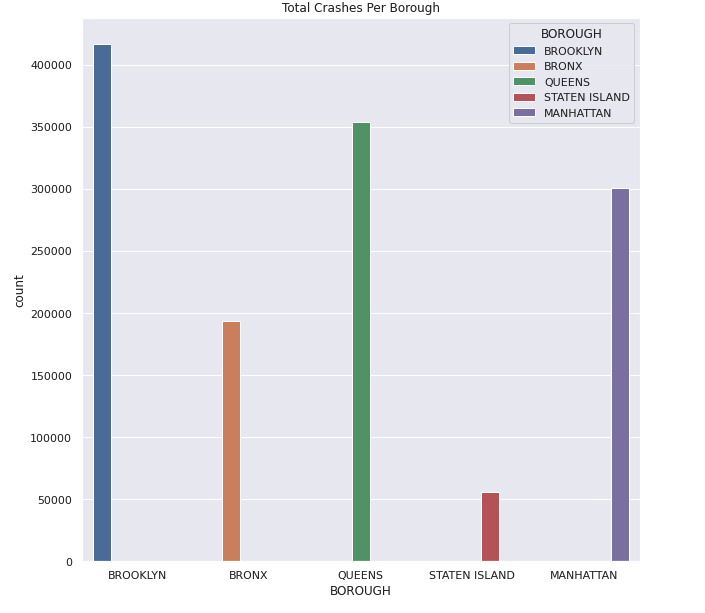 Total Crashes Per Borough
BOROUGH
BROOKLYN
BRONX
QUEENS
STATEN ISLAND
MANHATTAN
400000
350000
300000
250000
200000
150000
100000
50000
0
count
BROOKLYN BRONX QUEENS STATEN ISLAND MANHATTAN
BOROUGH